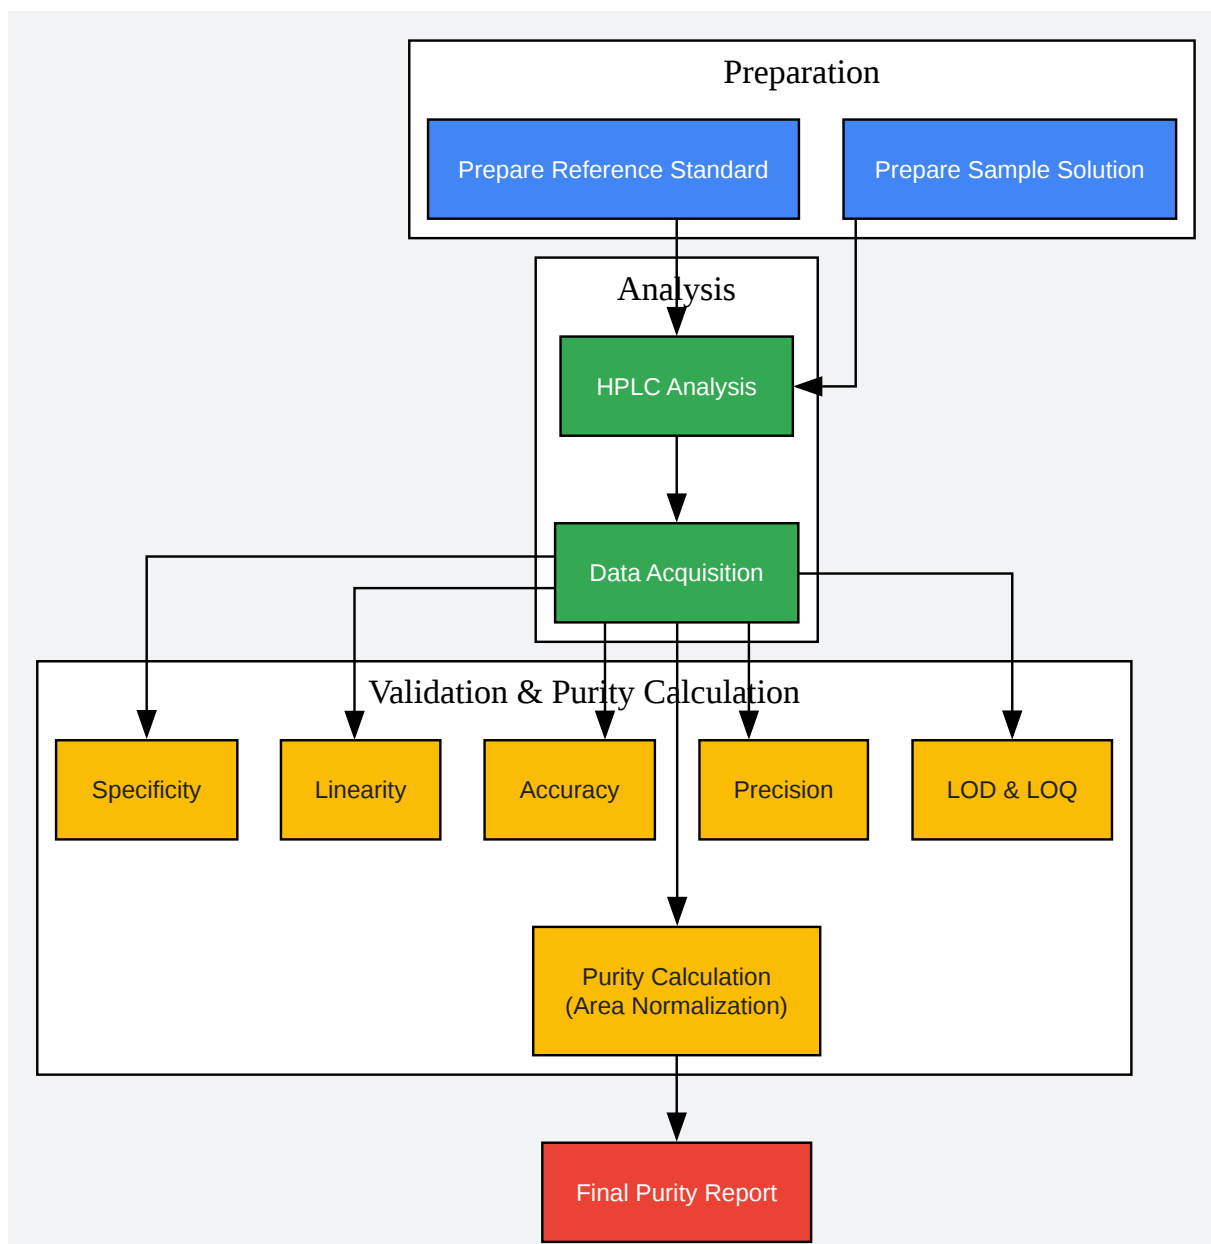 Preparation
Prepare Reference Standard
Prepare Sample Solution
Analysis
HPLC Analysis
Data Acquisition
Validation & Purity Calculation
Specificity
Linearity
Accuracy
Precision
LOD & LOQ
Purity Calculation
(Area Normalization)
Final Purity Report